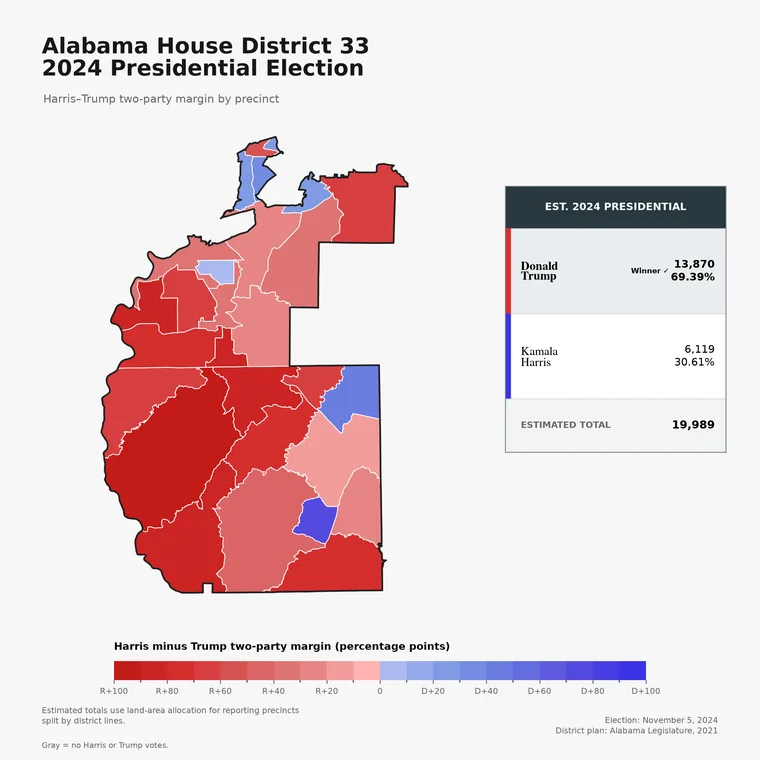 Alabama House District 33
2024 Presidential Election
Harris–Trump two-party margin by precinct
EST. 2024 PRESIDENTIAL
Donald
Trump
Winner ✓
13,870
69.39%
Kamala
Harris
6,119
30.61%
ESTIMATED TOTAL
19,989
Harris minus Trump two-party margin (percentage points)
R+100 R+80 R+60 R+40 R+20 0 D+20 D+40 D+60 D+80 D+100
Estimated totals use land-area allocation for reporting precincts
split by district lines.
Gray = no Harris or Trump votes.
Election: November 5, 2024
District plan: Alabama Legislature, 2021